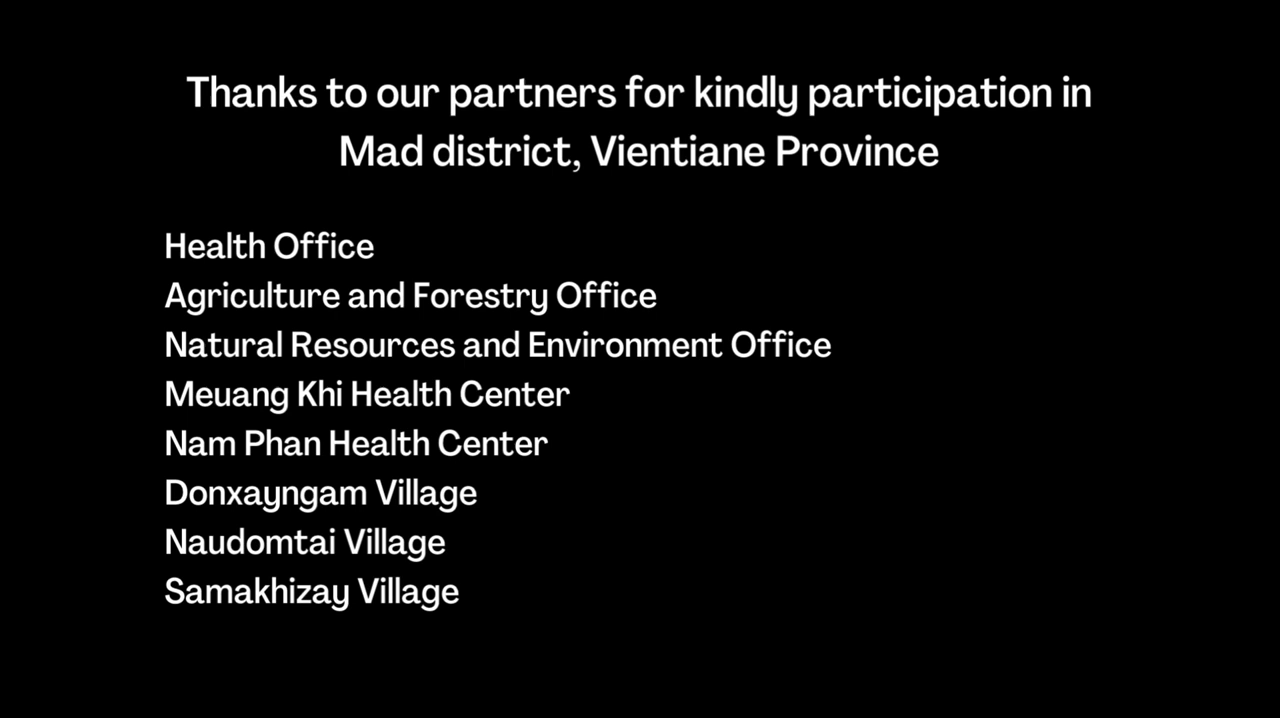 Thanks to our partners for kindly participation in
Mad district, Vientiane Province
Health Office
Agriculture and Forestry Office
Natural Resources and Environment Office
Meuang Khi Health Center
Nam Phan Health Center
Donxayngam Village
Naudomtai Village
Samakhizay Village